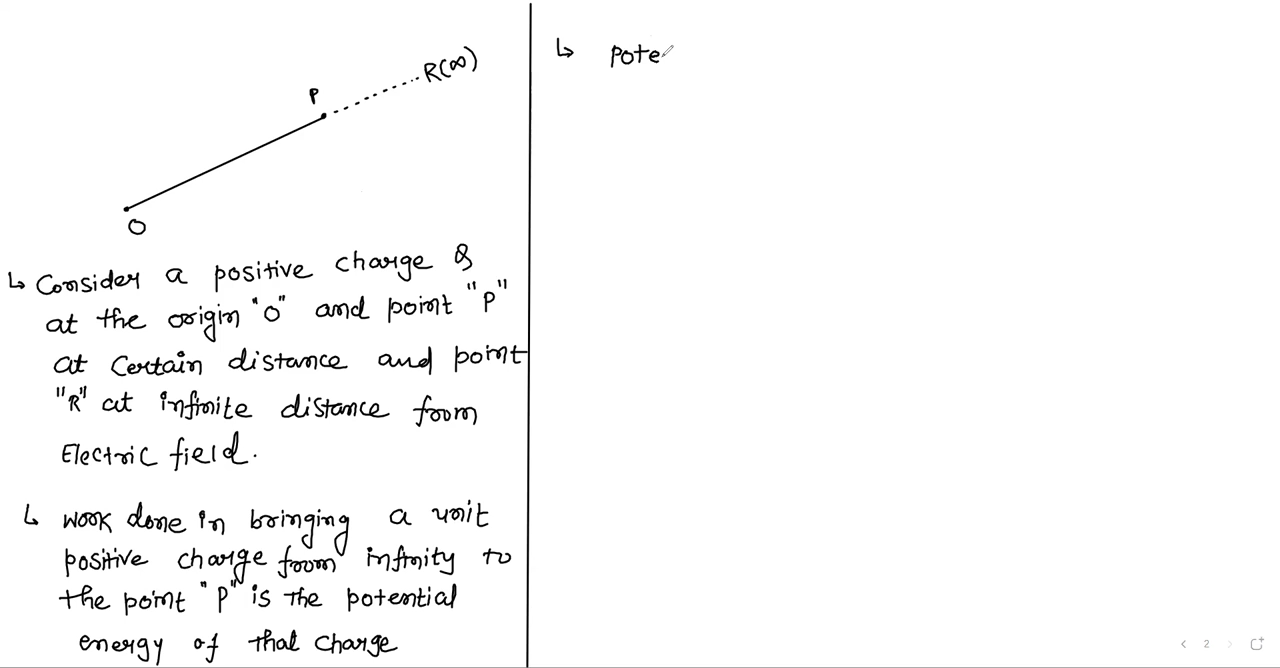 P
R(∞)
O
↳ Consider a positive charge Q
at the origin "O" and point "P"
at Certain distance and point
"R" at infinite distance from
Electric field.
↳ work done in bringing a unit
positive charge from infinity to
the point "P" is the potential
energy of that charge
↳ pote
2